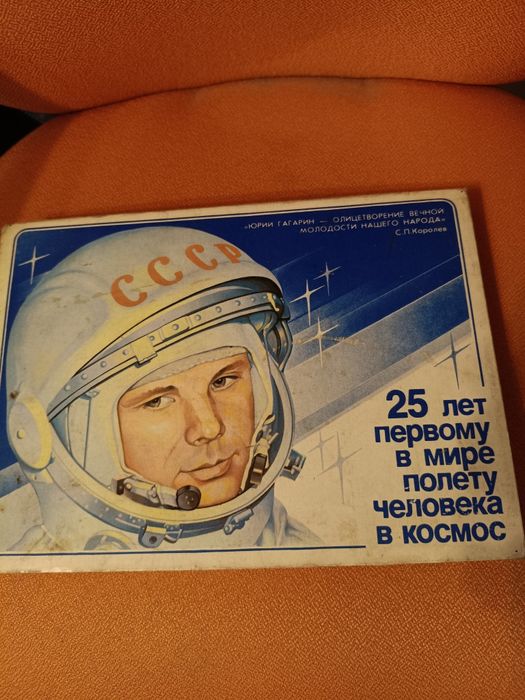 «ЮРИЙ ГАГАРИН — ОЛИЦЕТВОРЕНИЕ ВЕЧНОЙ
МОЛОДОСТИ НАШЕГО НАРОДА»
С.П.Королев
СССР
25 лет
первому
в мире
полету
человека
в космос